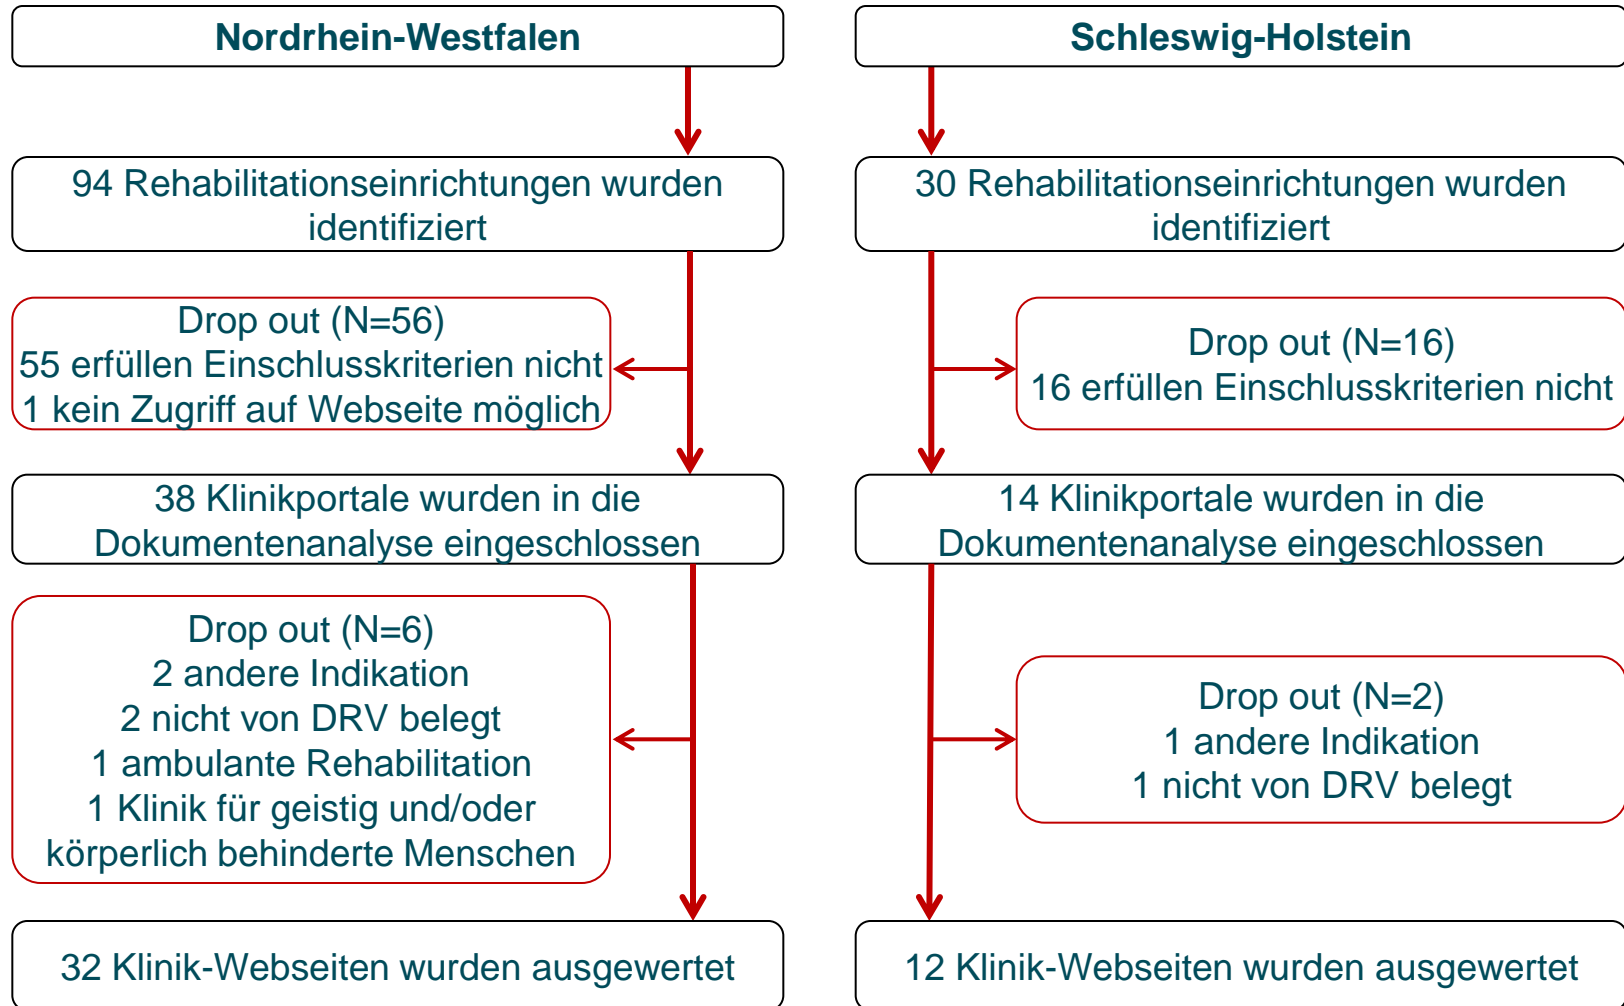 Nordrhein-Westfalen
94 Rehabilitationseinrichtungen wurden
identifiziert
Drop out (N=56)
55 erfüllen Einschlusskriterien nicht
1 kein Zugriff auf Webseite möglich
38 Klinikportale wurden in die
Dokumentenanalyse eingeschlossen
Drop out (N=6)
2 andere Indikation
2 nicht von DRV belegt
1 ambulante Rehabilitation
1 Klinik für geistig und/oder
körperlich behinderte Menschen
32 Klinik-Webseiten wurden ausgewertet
Schleswig-Holstein
30 Rehabilitationseinrichtungen wurden
identifiziert
Drop out (N=16)
16 erfüllen Einschlusskriterien nicht
14 Klinikportale wurden in die
Dokumentenanalyse eingeschlossen
Drop out (N=2)
1 andere Indikation
1 nicht von DRV belegt
12 Klinik-Webseiten wurden ausgewertet